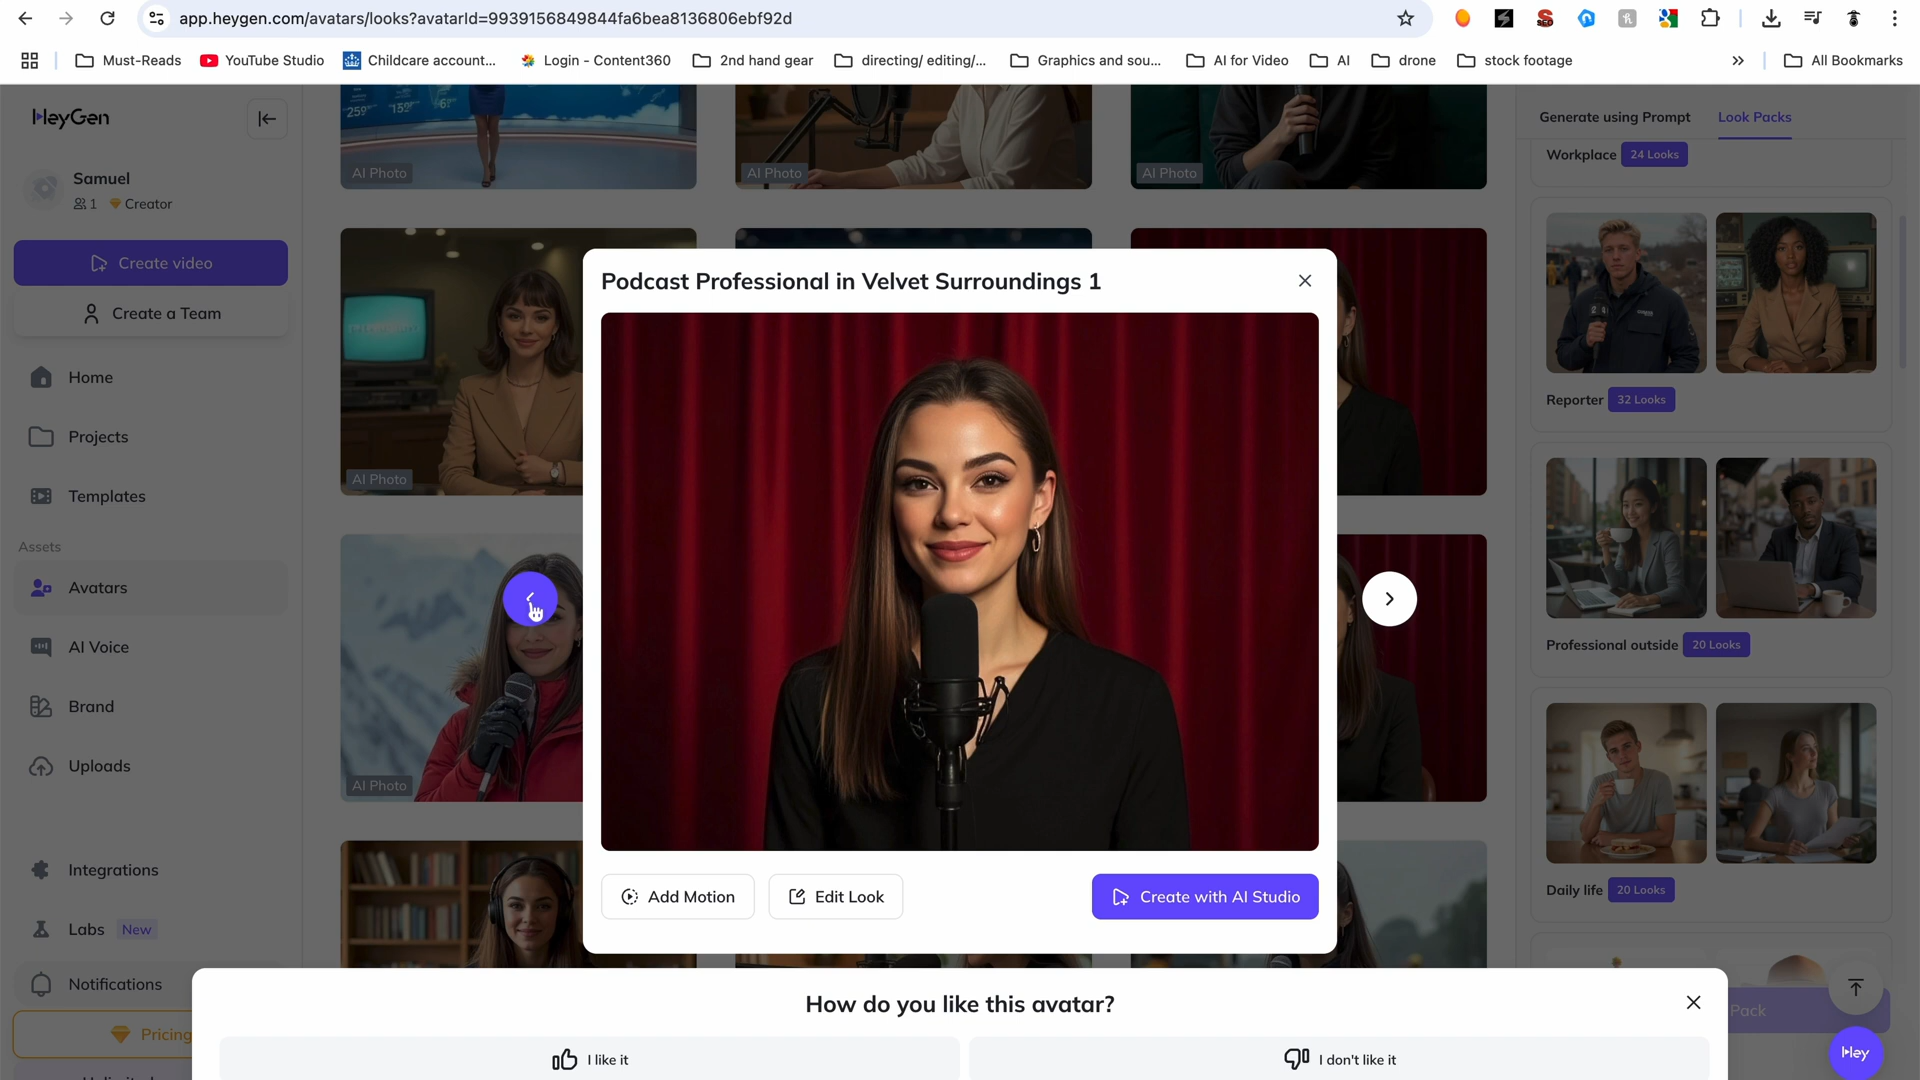 app.heygen.com/avatars/looks?avatarId=9939156849844fa6bea8136806ebf92d
Must-Reads
YouTube Studio
Childcare account...
Login - Content360
2nd hand gear
directing/ editing/...
Graphics and sou...
AI for Video
AI
drone
stock footage
All Bookmarks
HeyGen
Samuel
1
Creator
Create video
Create a Team
Home
Projects
Templates
Assets
Avatars
AI Voice
Brand
Uploads
Integrations
Labs New
Notifications
Pricing
259°
15°
6°
AI Photo
AI Photo
AI Photo
AI Photo
AI Photo
Podcast Professional in Velvet Surroundings 1
Add Motion
Edit Look
Create with AI Studio
Generate using Prompt
Look Packs
Workplace 24 Looks
Reporter 32 Looks
Professional outside 20 Looks
Daily life 20 Looks
Pack
Hey
How do you like this avatar?
I like it
I don't like it